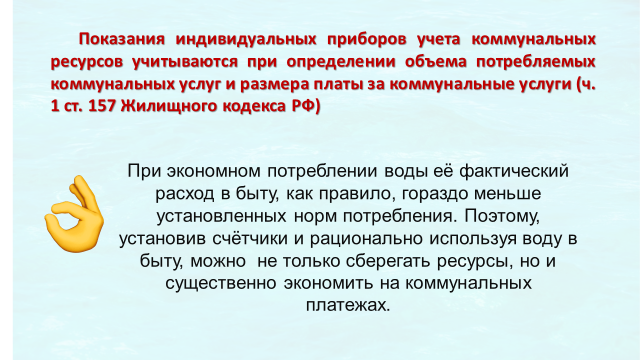 Показания индивидуальных приборов учета коммунальных
ресурсов учитываются при определении объема потребляемых
коммунальных услуг и размера платы за коммунальные услуги (ч.
1 ст. 157 Жилищного кодекса РФ)
При экономном потреблении воды её фактический
расход в быту, как правило, гораздо меньше
установленных норм потребления. Поэтому,
установив счётчики и рационально используя воду в
быту, можно  не только сберегать ресурсы, но и
существенно экономить на коммунальных
платежах.